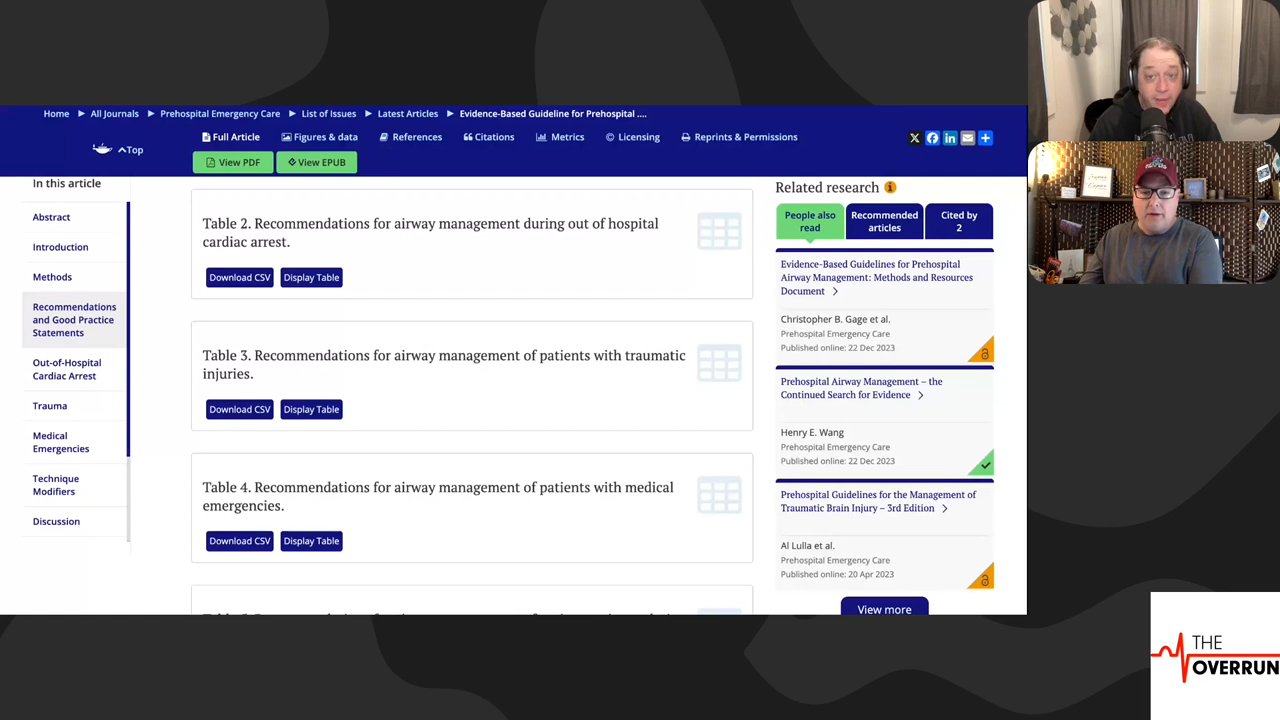 Home ▶ All Journals ▶ Prehospital Emergency Care ▶ List of Issues ▶ Latest Articles ▶ Evidence-Based Guideline for Prehospital ....
Full Article Figures & data References Citations Metrics Licensing Reprints & Permissions
Top
View PDF View EPUB
In this article
Abstract
Introduction
Methods
Recommendations
and Good Practice
Statements
Out-of-Hospital
Cardiac Arrest
Trauma
Medical
Emergencies
Technique
Modifiers
Discussion
Table 2. Recommendations for airway management during out of hospital
cardiac arrest.
Download CSV Display Table
Table 3. Recommendations for airway management of patients with traumatic
injuries.
Download CSV Display Table
Table 4. Recommendations for airway management of patients with medical
emergencies.
Download CSV Display Table
Related research
People also
read
Recommended
articles
Cited by
2
Evidence-Based Guidelines for Prehospital
Airway Management: Methods and Resources
Document
Christopher B. Gage et al.
Prehospital Emergency Care
Published online: 22 Dec 2023
Prehospital Airway Management – the
Continued Search for Evidence
Henry E. Wang
Prehospital Emergency Care
Published online: 22 Dec 2023
Prehospital Guidelines for the Management of
Traumatic Brain Injury – 3rd Edition
Al Lulla et al.
Prehospital Emergency Care
Published online: 20 Apr 2023
View more
THE
OVERRUN